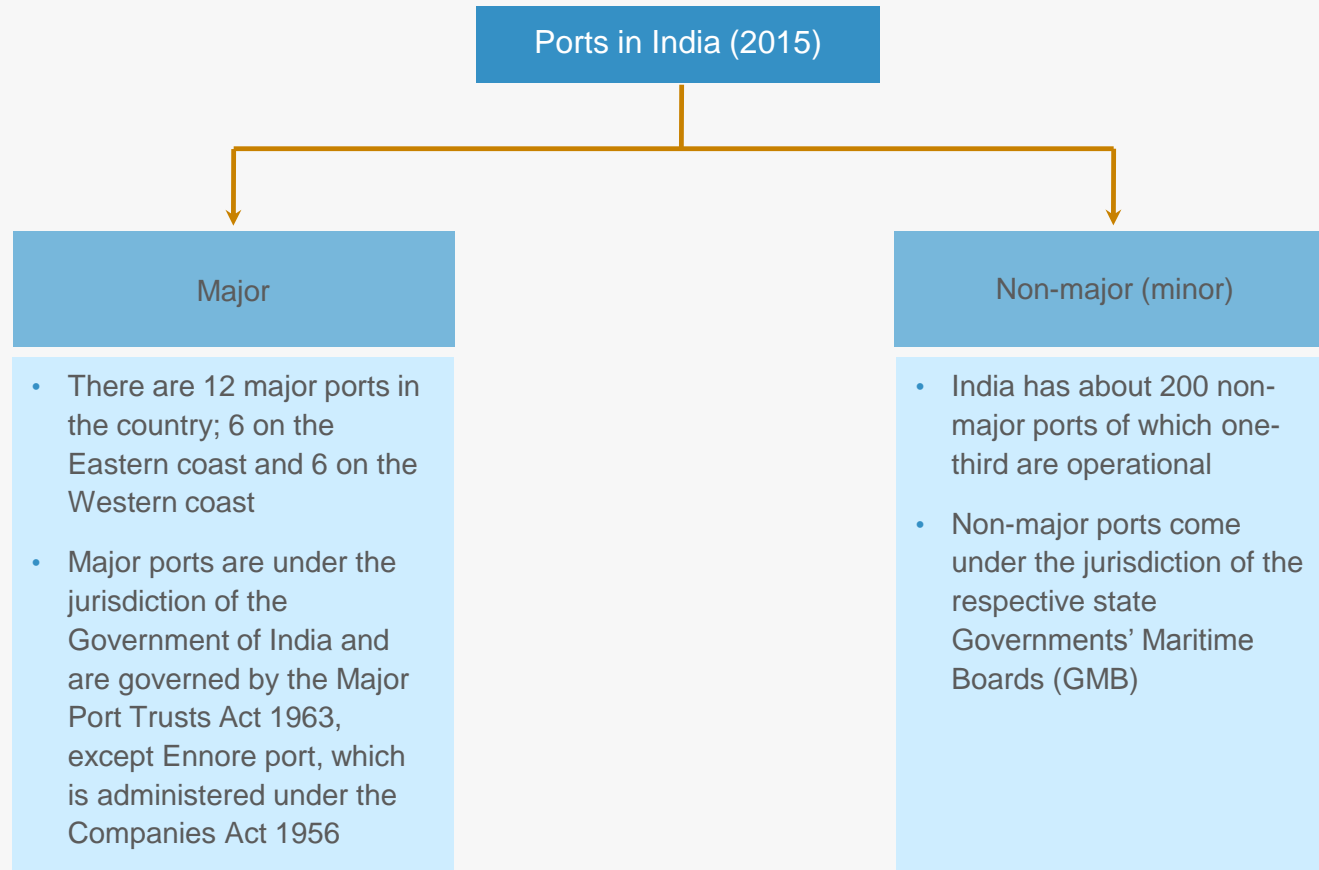 Ports in India (2015)
Major
• There are 12 major ports in
the country; 6 on the
Eastern coast and 6 on the
Western coast
• Major ports are under the
jurisdiction of the
Government of India and
are governed by the Major
Port Trusts Act 1963,
except Ennore port, which
is administered under the
Companies Act 1956
Non-major (minor)
• India has about 200 non-
major ports of which one-
third are operational
• Non-major ports come
under the jurisdiction of the
respective state
Governments’ Maritime
Boards (GMB)